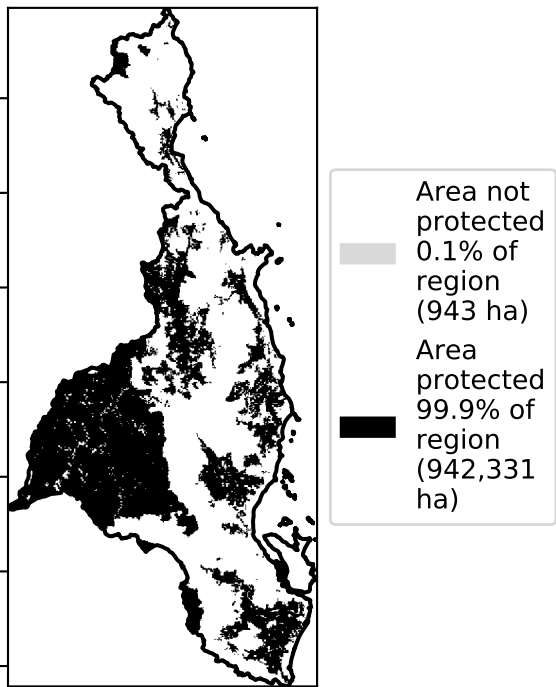 Area not
protected
0.1% of
region
(943 ha)
Area
protected
99.9% of
region
(942,331
ha)